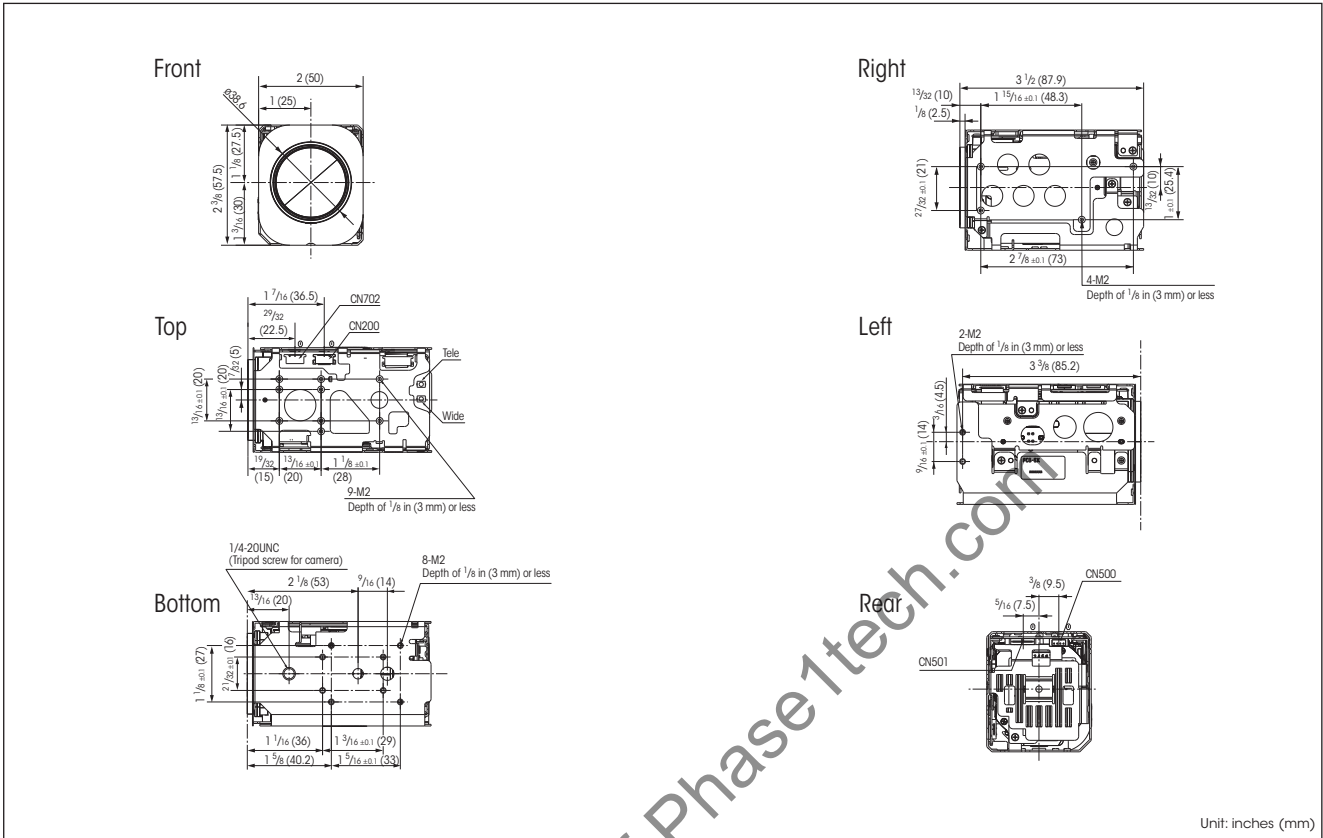 Front
2 (50)
1 (25)
ø38.6
2 3/8 (57.5)
1 1/8 (27.5)
1 3/16 (30)
Right
3 1/2 (87.9)
13/32 (10)
1 15/16 ±0.1 (48.3)
1/8 (2.5)
27/32 ±0.1 (21)
13/32 (10)
1 ±0.1 (25.4)
2 7/8 ±0.1 (73)
4-M2
Depth of 1/8 in (3 mm) or less
Top
1 7/16 (36.5)
CN702
29/32
(22.5)
CN200
Tele
Wide
7/32 (5)
13/16 ±0.1 (20)
13/16 ±0.1 (20)
19/32
(15)
13/16 ±0.1
(20)
1 1/8 ±0.1
(28)
9-M2
Depth of 1/8 in (3 mm) or less
Left
2-M2
Depth of 1/8 in (3 mm) or less
3 3/8 (85.2)
3/16 (4.5)
9/16 ±0.1 (14)
Bottom
1/4-20UNC
(Tripod screw for camera)
2 1/8 (53)
9/16 (14)
8-M2
Depth of 1/8 in (3 mm) or less
13/16 (20)
1 1/8 ±0.1 (27)
21/32 ±0.1 (16)
1 1/16 (36)
1 3/16 ±0.1 (29)
1 5/8 (40.2)
1 5/16 ±0.1 (33)
Rear
3/8 (9.5)
CN500
5/16 (7.5)
CN501
Phase1tech.com
Unit: inches (mm)